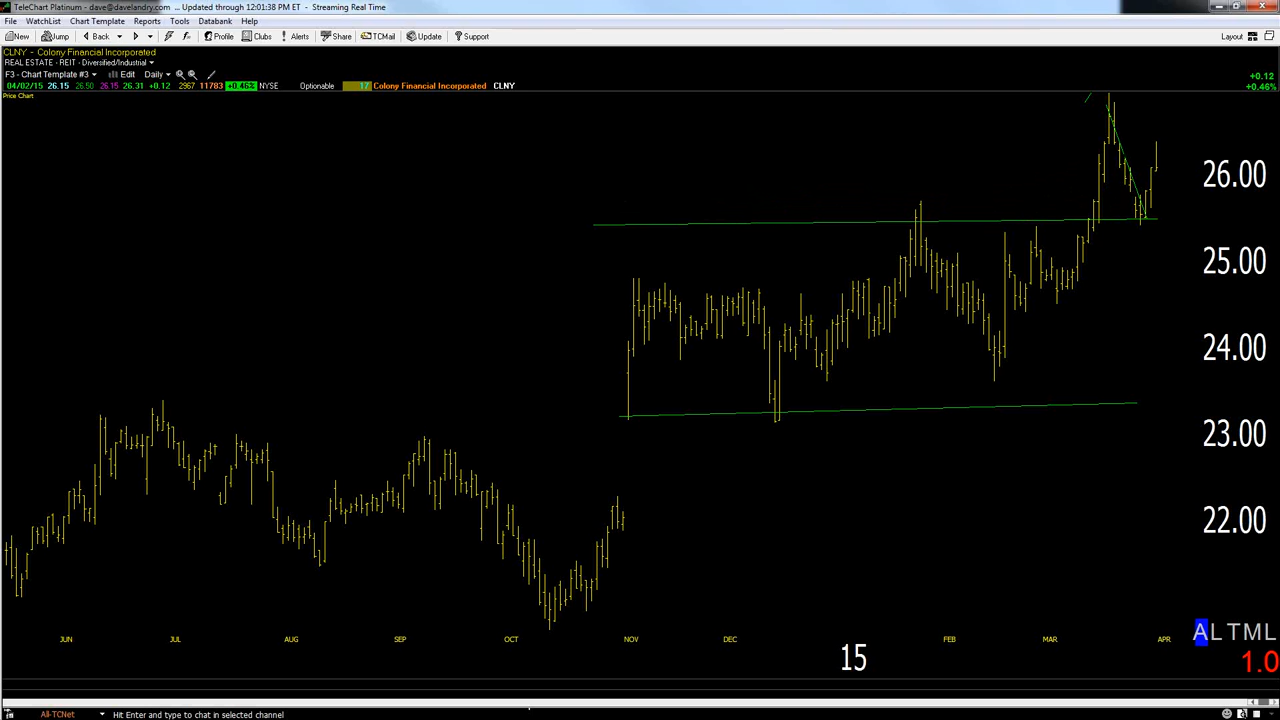 TeleChart Platinum - dave@davelandry.com ... Updated through 12:01:38 PM ET - Streaming Real Time
File WatchList Chart Template Reports Tools Databank Help
New Jump Back Profile Clubs Alerts Share TCMail Update Support Layout
CLNY - Colony Financial Incorporated
REAL ESTATE - REIT - Diversified/Industrial
F3 - Chart Template #3 Edit Daily
+0.12
04/02/15 26.15 26.50 26.15 26.31 +0.12 2967 11783 +0.46% NYSE Optionable 17 Colony Financial Incorporated CLNY
+0.46%
Price Chart
26.00
25.00
24.00
23.00
22.00
JUN JUL AUG SEP OCT NOV DEC 15 FEB MAR APR
ALTML
1.0
All-TCNet Hit Enter and type to chat in selected channel